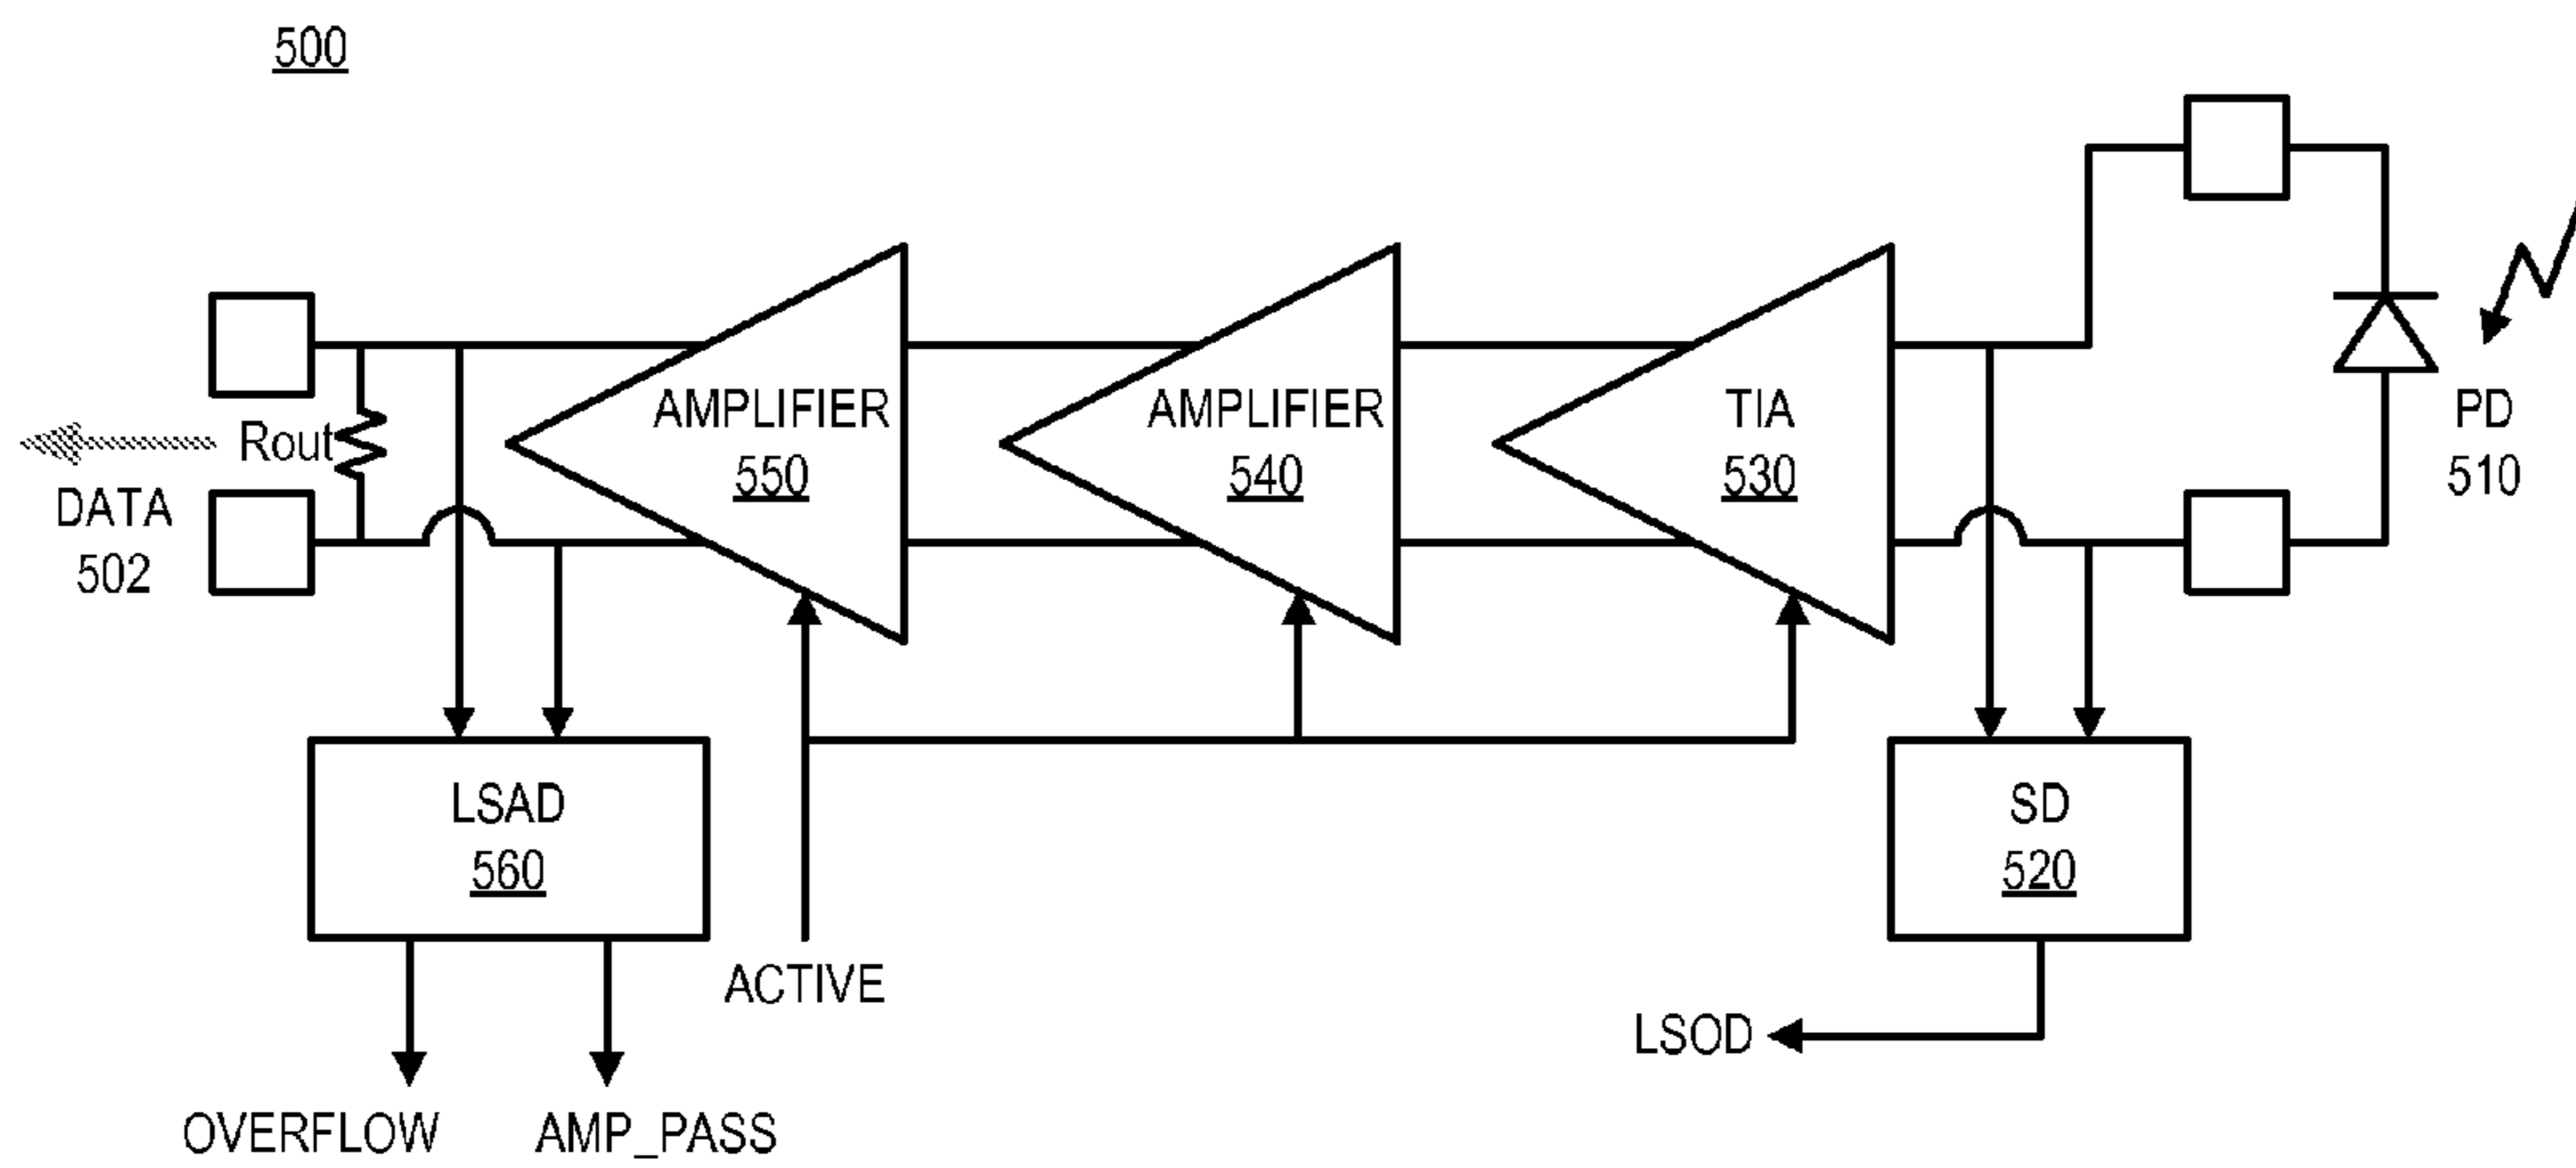 500
AMPLIFIER
550
AMPLIFIER
540
TIA
530
PD
510
Rout
DATA
502
LSAD
560
SD
520
ACTIVE
LSOD
OVERFLOW
AMP_PASS